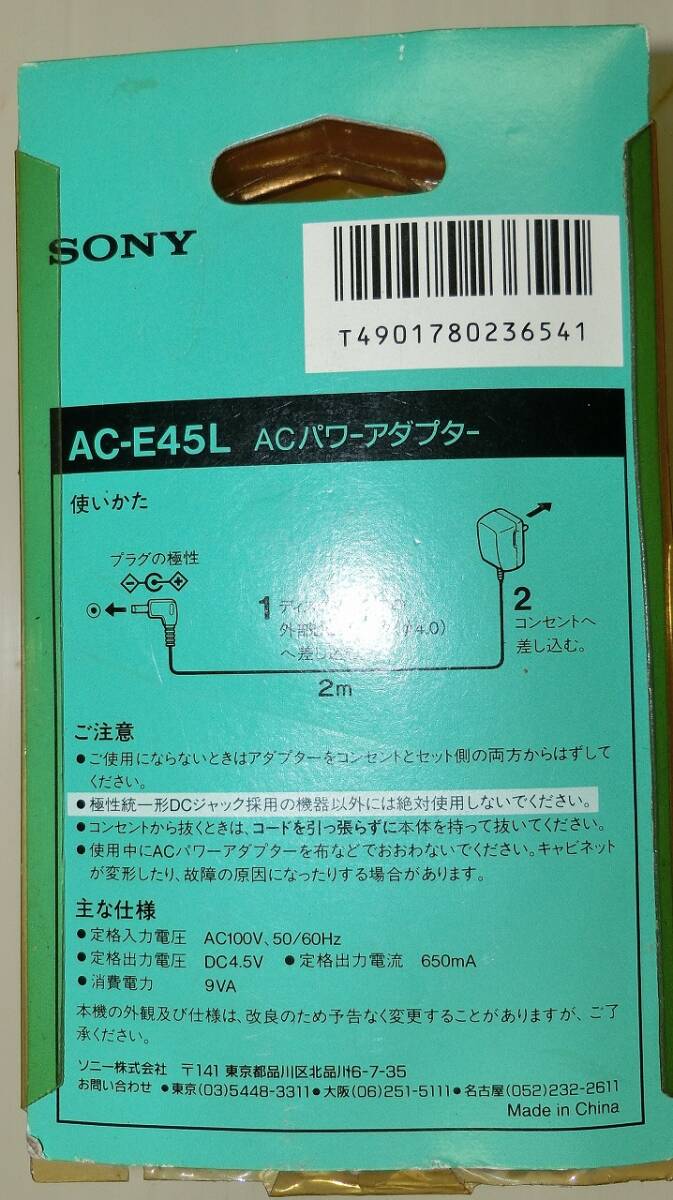 SONY
T4901780236541
AC-E45L ACパワーアダプター
使いかた
プラグの極性
1
外部
φ4.0)
へ差し込む。
2
コンセントへ
差し込む。
2m
ご注意
●ご使用にならないときはアダプターをコンセントとセット側の両方からはずして
ください。
●極性統一形DCジャック採用の機器以外には絶対使用しないでください。
●コンセントから抜くときは、コードを引っ張らずに本体を持って抜いてください。
●使用中にACパワーアダプターを布などでおおわないでください。キャビネット
が変形したり、故障の原因になったりする場合があります。
主な仕様
●定格入力電圧 AC100V、50/60Hz
●定格出力電圧 DC4.5V ●定格出力電流 650mA
●消費電力 9VA
本機の外観及び仕様は、改良のため予告なく変更することがありますが、ご了
承ください。
ソニー株式会社 〒141 東京都品川区北品川6-7-35
お問い合わせ ●東京(03)5448-3311●大阪(06)251-5111●名古屋(052)232-2611
Made in China